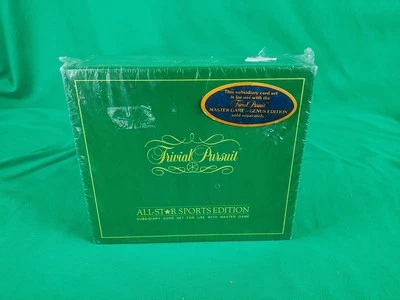 This subsidiary card set
is for use with the
Trivial Pursuit
MASTER GAME—GENUS EDITION
sold separately.
Trivial Pursuit
ALL-STAR SPORTS EDITION
SUBSIDIARY CARD SET FOR USE WITH MASTER GAME